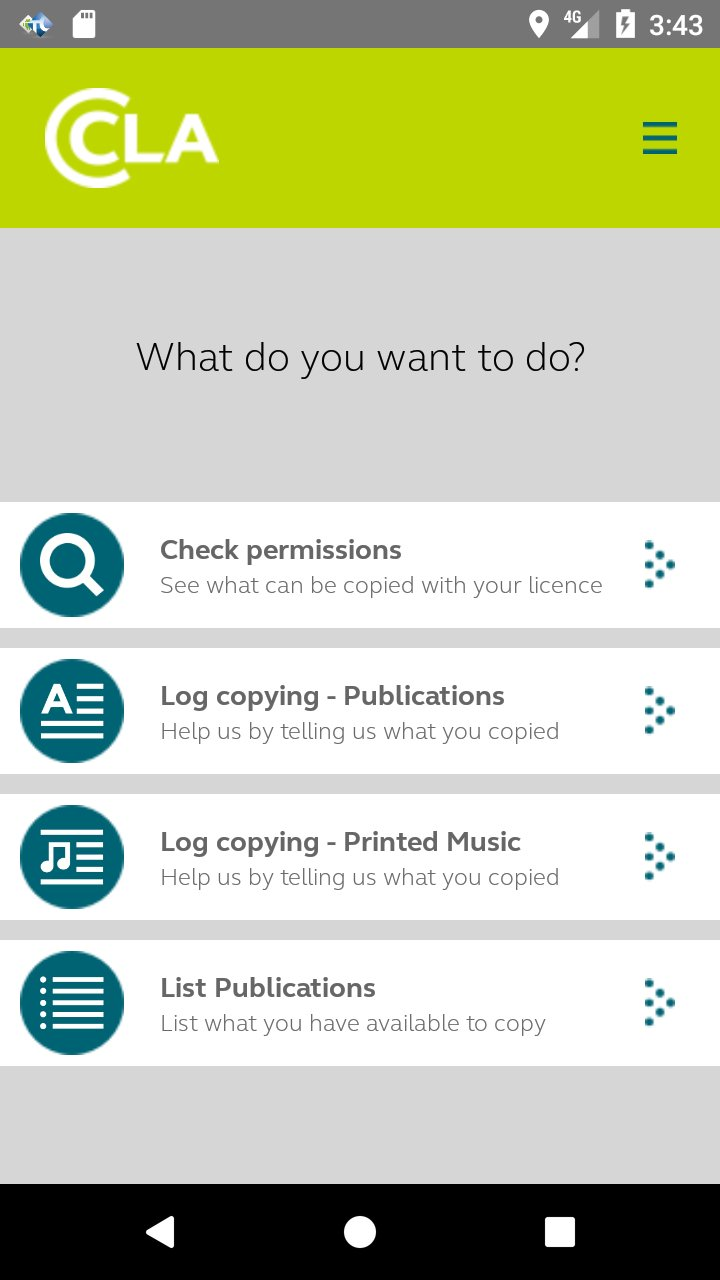 4G 3:43
CLA
What do you want to do?
Check permissions
See what can be copied with your licence
Log copying - Publications
Help us by telling us what you copied
Log copying - Printed Music
Help us by telling us what you copied
List Publications
List what you have available to copy